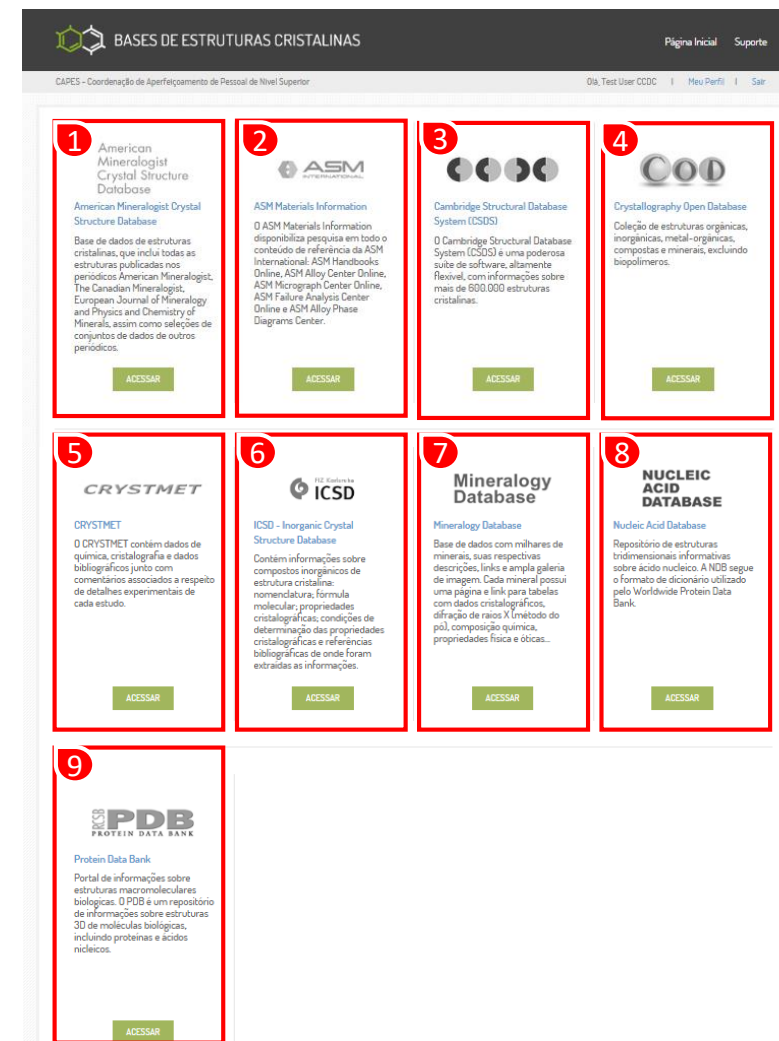 BASES DE ESTRUTURAS CRISTALINAS
Página Inicial Suporte
CAPES - Coordenação de Aperfeiçoamento de Pessoal de Nível Superior
Olá, Test User CCDC | Meu Perfil | Sair
1
American
Mineralogist
Crystal Structure
Database
American Mineralogist Crystal
Structure Database
Base de dados de estruturas
cristalinas, que inclui todas as
estruturas publicadas nos
periódicos American Mineralogist,
The Canadian Mineralogist,
European Journal of Mineralogy
and Physics and Chemistry of
Minerals, assim como seleções de
conjuntos de dados de outros
periódicos.
ACESSAR
2
ASM
INTERNATIONAL
ASM Materials Information
O ASM Materials Information
disponibiliza pesquisa em todo o
conteúdo de referência da ASM
International: ASM Handbooks
Online, ASM Alloy Center Online,
ASM Micrograph Center Online,
ASM Failure Analysis Center
Online e ASM Alloy Phase
Diagrams Center.
ACESSAR
3
CCDC
Cambridge Structural Database
System (CSDS)
O Cambridge Structural Database
System (CSDS) é uma poderosa
suíte de software, altamente
flexível, com informações sobre
mais de 600.000 estruturas
cristalinas.
ACESSAR
4
COD
Crystallography Open Database
Coleção de estruturas orgânicas,
inorgânicas, metal-orgânicas,
compostas e minerais, excluindo
biopolímeros.
ACESSAR
5
CRYSTMET
CRYSTMET
O CRYSTMET contém dados de
química, cristalografia e dados
bibliográficos junto com
comentários associados a respeito
de detalhes experimentais de
cada estudo.
ACESSAR
6
FIZ Karlsruhe
ICSD
ICSD - Inorganic Crystal
Structure Database
Contém informações sobre
compostos inorgânicos de
estrutura cristalina:
nomenclatura; fórmula
molecular; propriedades
cristalográficas; condições de
determinação das propriedades
cristalográficas e referências
bibliográficas de onde foram
extraídas as informações.
ACESSAR
7
Mineralogy
Database
Mineralogy Database
Base de dados com milhares de
minerais, suas respectivas
descrições, links e ampla galeria
de imagem. Cada mineral possui
uma página e link para tabelas
com dados cristalográficos,
difração de raios X (método do
pó), composição química,
propriedades física e óticas...
ACESSAR
8
NUCLEIC
ACID
DATABASE
Nucleic Acid Database
Repositório de estruturas
tridimensionais informativas
sobre ácido nucleico. A NDB segue
o formato de dicionário utilizado
pelo Worldwide Protein Data
Bank.
ACESSAR
9
RCSB
PDB
PROTEIN DATA BANK
Protein Data Bank
Portal de informações sobre
estruturas macromoleculares
biologicas. O PDB é um repositório
de informações sobre estruturas
3D de moléculas biológicas,
incluindo proteínas e ácidos
nicleicos.
ACESSAR